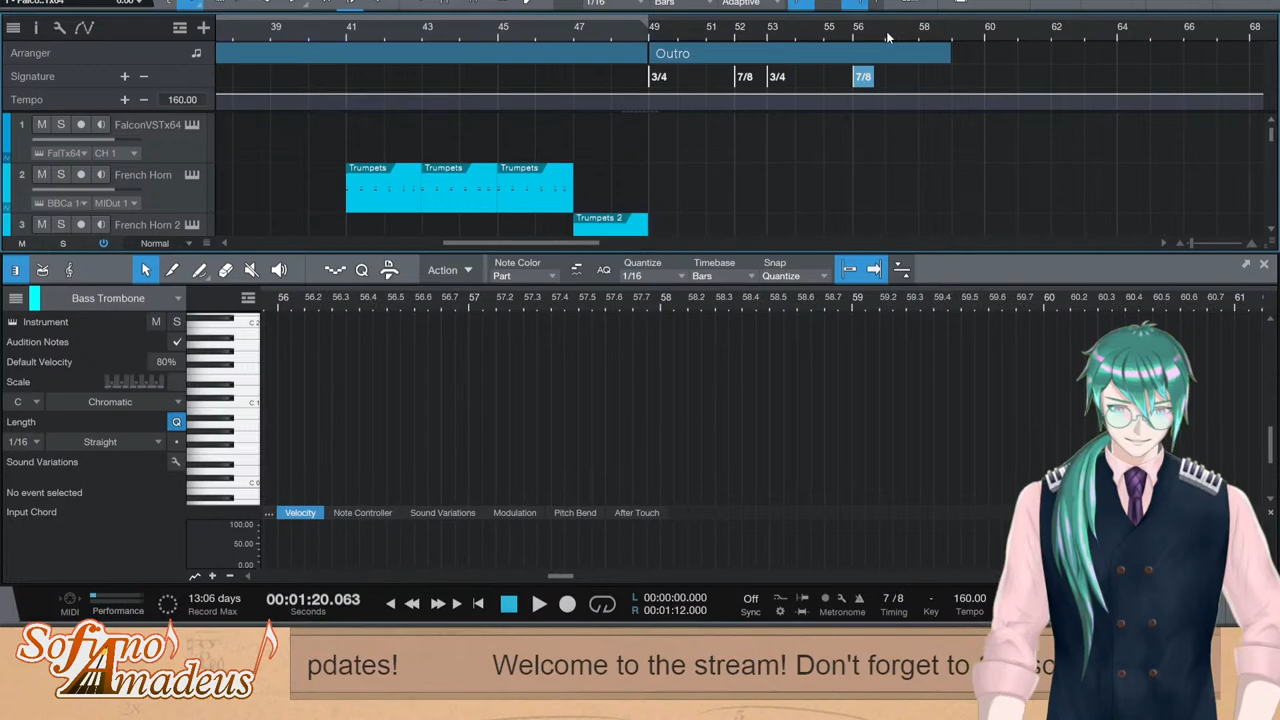 1/16 Bars Adaptive
39 41 43 45 47 49 51 52 53 55 56 58 60 62 64 66 68
Arranger Outro
Signature 3/4 7/8 3/4 7/8
Tempo 160.00
1 M S FalconVSTx64
FalTx64 CH 1
Trumpets Trumpets Trumpets
2 M S French Horn
BBCa 1 MIDut 1
3 M S French Horn 2 Trumpets 2
M S Normal
Action Note Color Part AQ Quantize 1/16 Timebase Bars Snap Quantize
Bass Trombone 56 56.2 56.3 56.4 56.5 56.6 56.7 57 57.2 57.3 57.4 57.5 57.6 57.7 58 58.2 58.3 58.4 58.5 58.6 58.7 59 59.2 59.3 59.4 59.5 59.6 59.7 60 60.2 60.3 60.4 60.5 60.6 60.7 61
Instrument M S C 2
Audition Notes
Default Velocity 80%
Scale
C Chromatic C 1
Length Q
1/16 Straight
Sound Variations
C 0
No event selected
Input Chord ... Velocity Note Controller Sound Variations Modulation Pitch Bend After Touch
100.00
50.00
0.00
MIDI Performance 13:06 days Record Max 00:01:20.063 Seconds L 00:00:00.000 R 00:01:12.000 Off Sync Metronome 7 / 8 Timing - Key 160.00 Tempo
Sofiano Amadeus
pdates! Welcome to the stream! Don't forget to